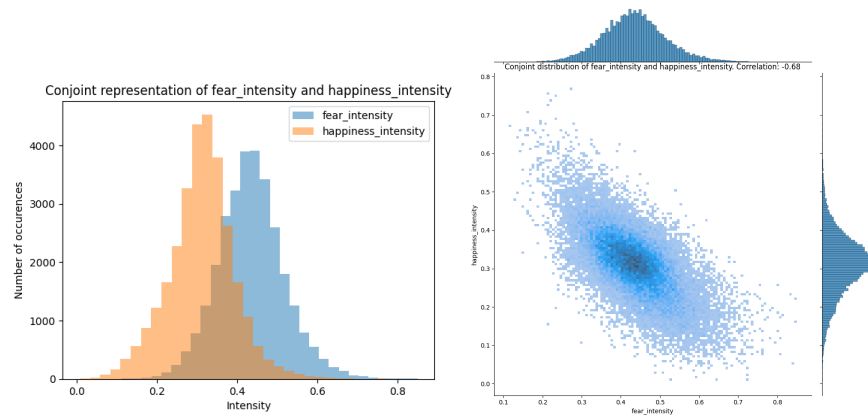 Conjoint representation of fear_intensity and happiness_intensity
fear_intensity
happiness_intensity
Number of occurences
4000
3000
2000
1000
0
0.0 0.2 0.4 0.6 0.8
Intensity
Conjoint distribution of fear_intensity and happiness_intensity. Correlation: -0.68
happiness_intensity
0.8
0.7
0.6
0.5
0.4
0.3
0.2
0.1
0.0
0.1 0.2 0.3 0.4 0.5 0.6 0.7 0.8
fear_intensity